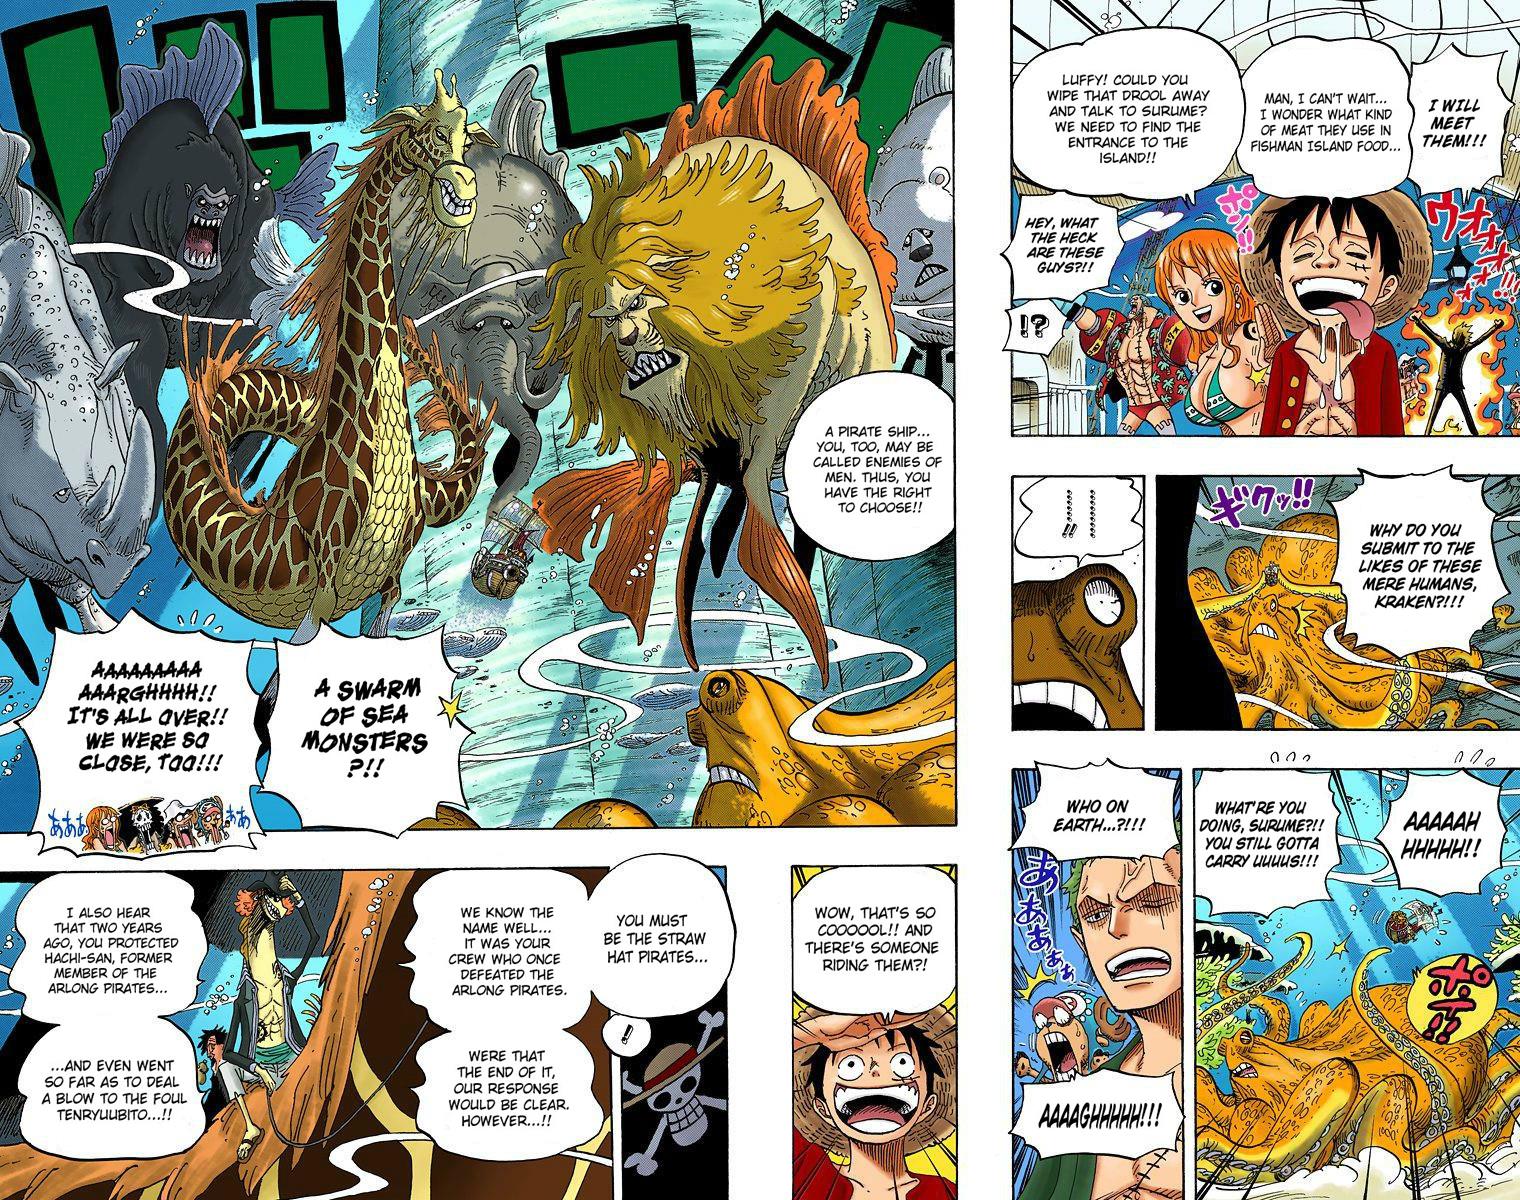 I WILL
MEET
THEM!!!
MAN, I CAN'T WAIT...
I WONDER WHAT KIND
OF MEAT THEY USE IN
FISHMAN ISLAND FOOD...
LUFFY! COULD YOU
WIPE THAT DROOL AWAY
AND TALK TO SURUME?
WE NEED TO FIND THE
ENTRANCE TO THE
ISLAND!!
ウオオオオ!!!
ポン!!
HEY, WHAT
THE HECK
ARE THESE
GUYS?!!
!?
WHY DO YOU
SUBMIT TO THE
LIKES OF THESE
MERE HUMANS,
KRAKEN?!!!
ギクッ!!
!!
AAAAAH
HHHHH!!
WHAT'RE YOU
DOING, SURUME?!!
YOU STILL GOTTA
CARRY UUUUS!!!
ポイ!!
WHO ON
EARTH...?!!!
あああぁぁ
AAAAGHHHHH!!!
A PIRATE SHIP...
YOU, TOO, MAY BE
CALLED ENEMIES OF
MEN. THUS, YOU
HAVE THE RIGHT
TO CHOOSE!!
A SWARM
OF SEA
MONSTERS
?!!
AAAAAAAAA
AAARGHHHH!!
IT'S ALL OVER!!
WE WERE SO
CLOSE, TOO!!!
あああ
ああ
WOW, THAT'S SO
COOOOOL!! AND
THERE'S SOMEONE
RIDING THEM?!
YOU MUST
BE THE STRAW
HAT PIRATES...
!!
WE KNOW THE
NAME WELL...
IT WAS YOUR
CREW WHO ONCE
DEFEATED THE
ARLONG PIRATES.
WERE THAT
THE END OF IT,
OUR RESPONSE
WOULD BE CLEAR.
HOWEVER...!!
I ALSO HEAR
THAT TWO YEARS
AGO, YOU PROTECTED
HACHI-SAN, FORMER
MEMBER OF THE
ARLONG PIRATES...
...AND EVEN WENT
SO FAR AS TO DEAL
A BLOW TO THE FOUL
TENRYUUBITO...!!